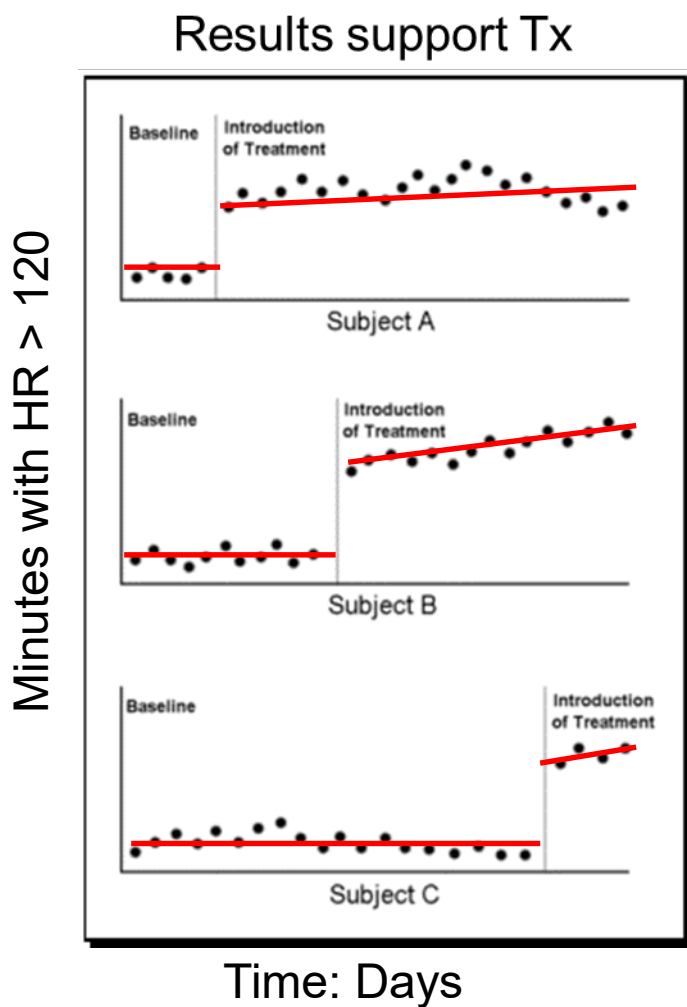 Results support Tx
Minutes with HR > 120
Baseline
Introduction
of Treatment
Subject A
Baseline
Introduction
of Treatment
Subject B
Baseline
Introduction
of Treatment
Subject C
Time: Days